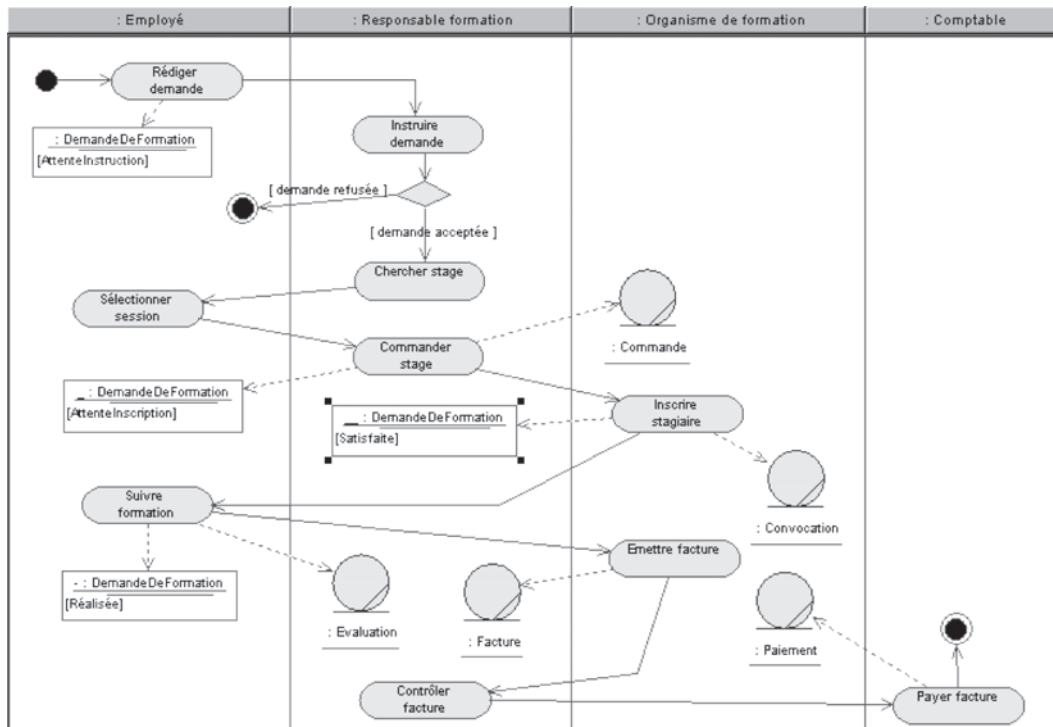 : Employé
: Responsable formation
: Organisme de formation
: Comptable
Rédiger
demande
: DemandeDeFormation
[AttenteInstruction]
Instruire
demande
[ demande refusée ]
[ demande acceptée ]
Chercher stage
Sélectionner
session
Commander
stage
: Commande
_ : DemandeDeFormation
[AttenteInscription]
__ : DemandeDeFormation
[Satisfaite]
Inscrire
stagiaire
Suivre
formation
: Convocation
Emettre facture
- : DemandeDeFormation
[Réalisée]
: Evaluation
: Facture
: Paiement
Contrôler
facture
Payer facture